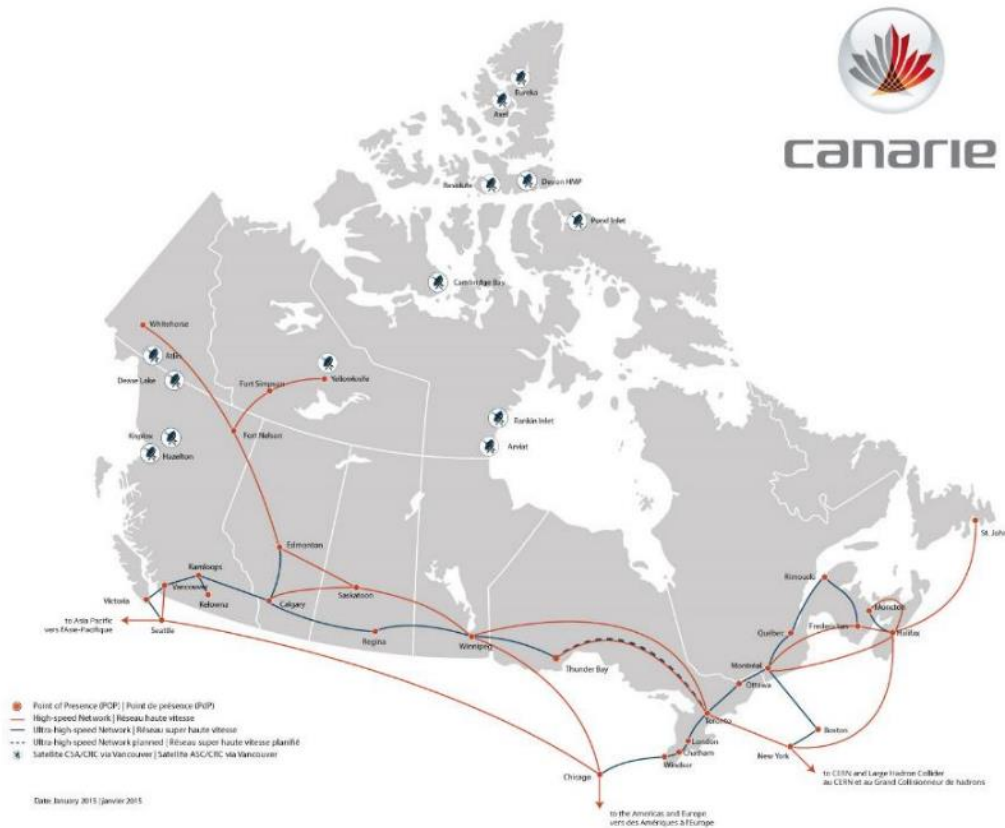 canarie
Eureka
Axel
Resolute
Devon HMP
Pond Inlet
Cambridge Bay
Whitehorse
Atlin
Dease Lake
Fort Simpson
Yellowknife
Rankin Inlet
Kispiox
Fort Nelson
Hazelton
Arviat
St. John
Edmonton
Kamloops
Rimouski
Vancouver
Saskatoon
Victoria
Kelowna
Calgary
Moncton
to Asia Pacific
vers l'Asie-Pacifique
Seattle
Fredericton
Halifax
Regina
Winnipeg
Québec
Thunder Bay
Montréal
Ottawa
Toronto
Boston
London
Chatham
Windsor
New York
Chicago
Point of Presence (POP) | Point de présence (PdP)
High-speed Network | Réseau haute vitesse
Ultra-high-speed Network | Réseau super haute vitesse
Ultra-high-speed Network planned | Réseau super haute vitesse planifié
Satellite CSA/CRC via Vancouver | Satellite ASC/CRC via Vancouver
to CERN and Large Hadron Collider
au CERN et au Grand Collisionneur de hadrons
Date: January 2015 | janvier 2015
to the Americas and Europe
vers des Amériques à l'Europe